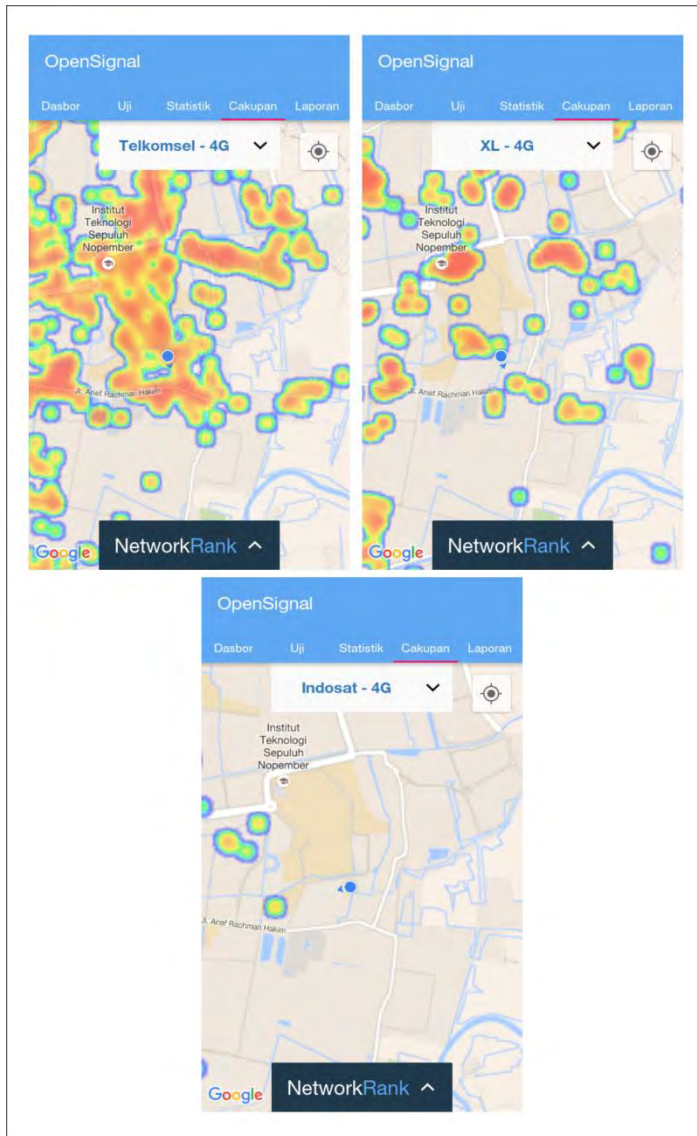 OpenSignal
Dasbor Uji Statistik Cakupan Laporan
Telkomsel - 4G
Institut
Teknologi
Sepuluh
Nopember
Jl. Arief Rachman Hakim
Google
NetworkRank
OpenSignal
Dasbor Uji Statistik Cakupan Laporan
XL - 4G
Institut
Teknologi
Sepuluh
Nopember
Jl. Arief Rachman Hakim
Google
NetworkRank
OpenSignal
Dasbor Uji Statistik Cakupan Laporan
Indosat - 4G
Institut
Teknologi
Sepuluh
Nopember
Jl. Arief Rachman Hakim
Google
NetworkRank